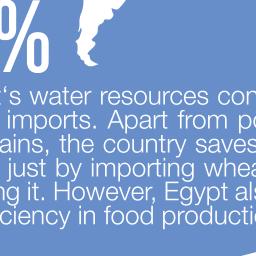 %
t‘s water resources con
imports. Apart from po
ains, the country saves
just by importing whea
ng it. However, Egypt als
ciency in food productio